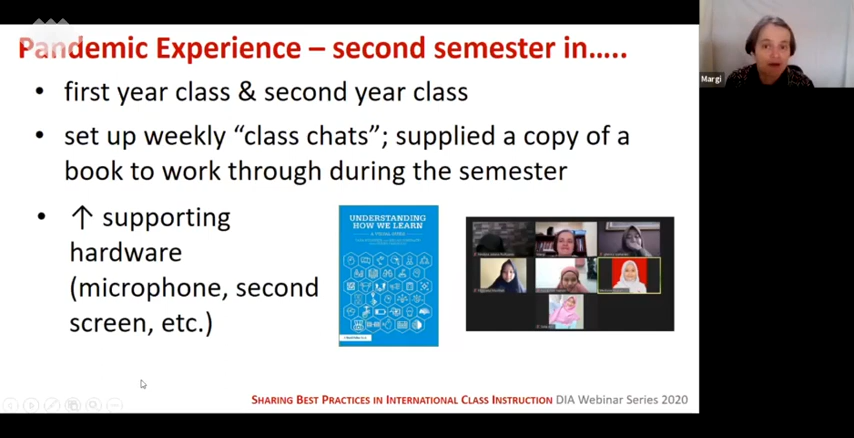 Pandemic Experience – second semester in…..
• first year class & second year class
• set up weekly “class chats”; supplied a copy of a
book to work through during the semester
• ↑ supporting
hardware
(microphone, second
screen, etc.)
UNDERSTANDING
HOW WE LEARN
A VISUAL GUIDE
SHARING BEST PRACTICES IN INTERNATIONAL CLASS INSTRUCTION DIA Webinar Series 2020
Margi